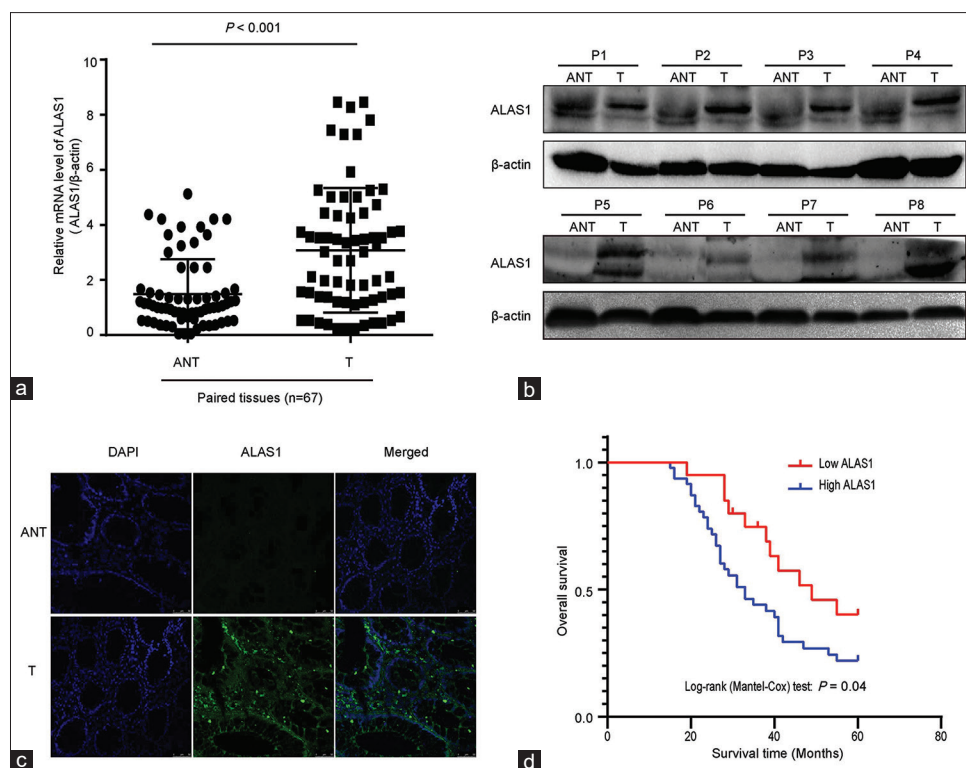 P < 0.001
Relative mRNA level of ALAS1
( ALAS1/β-actin)
10
8
6
4
2
0
ANT
T
Paired tissues (n=67)
a
P1 P2 P3 P4
ANT T ANT T ANT T ANT T
ALAS1
β-actin
P5 P6 P7 P8
ANT T ANT T ANT T ANT T
ALAS1
β-actin
b
DAPI ALAS1 Merged
ANT
T
c
Overall survival
1.0
0.5
0.0
Low ALAS1
High ALAS1
Log-rank (Mantel-Cox) test: P = 0.04
0 20 40 60 80
Survival time (Months)
d